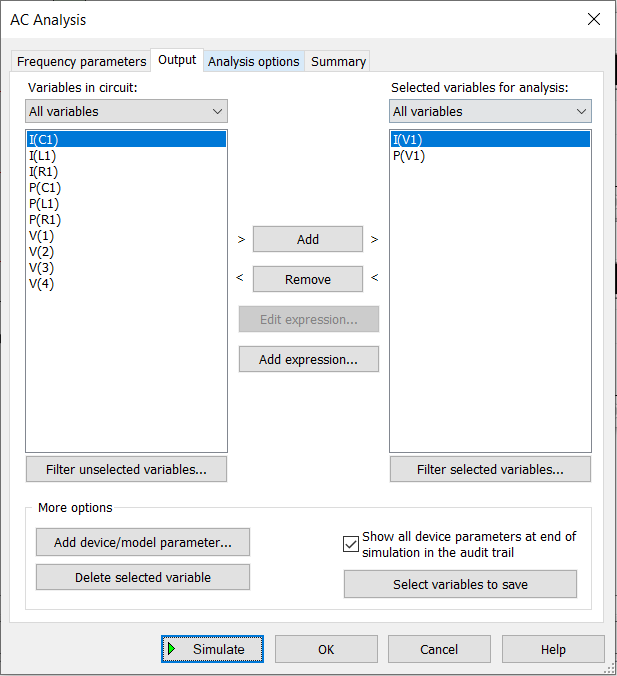 AC Analysis
Frequency parameters Output Analysis options Summary
Variables in circuit:
All variables
I(C1)
I(L1)
I(R1)
P(C1)
P(L1)
P(R1)
V(1)
V(2)
V(3)
V(4)
Filter unselected variables...
> Add >
< Remove <
Edit expression...
Add expression...
Selected variables for analysis:
All variables
I(V1)
P(V1)
Filter selected variables...
More options
Add device/model parameter...
Delete selected variable
Show all device parameters at end of
simulation in the audit trail
Select variables to save
Simulate OK Cancel Help